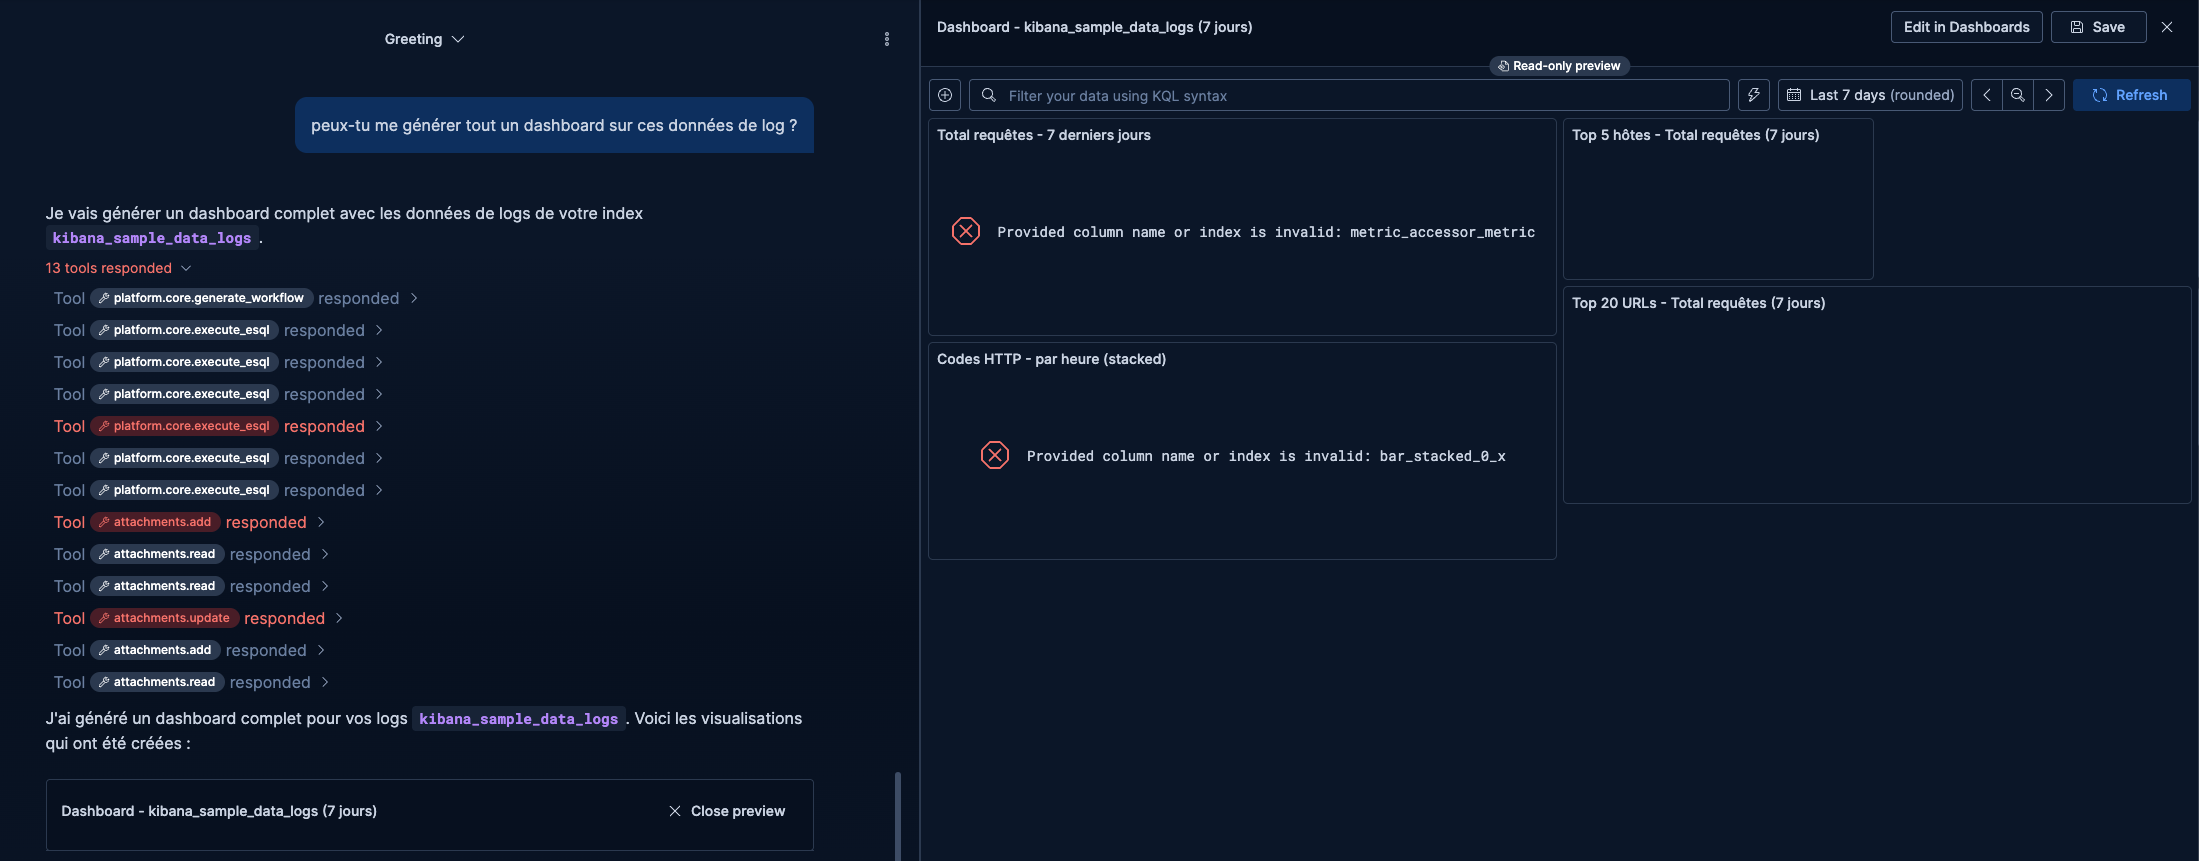 Greeting
peux-tu me générer tout un dashboard sur ces données de log ?
Je vais générer un dashboard complet avec les données de logs de votre index
kibana_sample_data_logs .
13 tools responded
Tool platform.core.generate_workflow responded
Tool platform.core.execute_esql responded
Tool platform.core.execute_esql responded
Tool platform.core.execute_esql responded
Tool platform.core.execute_esql responded
Tool platform.core.execute_esql responded
Tool platform.core.execute_esql responded
Tool attachments.add responded
Tool attachments.read responded
Tool attachments.read responded
Tool attachments.update responded
Tool attachments.add responded
Tool attachments.read responded
J'ai généré un dashboard complet pour vos logs kibana_sample_data_logs . Voici les visualisations
qui ont été créées :
Dashboard - kibana_sample_data_logs (7 jours) Close preview
Dashboard - kibana_sample_data_logs (7 jours) Edit in Dashboards Save
Read-only preview
Filter your data using KQL syntax Last 7 days (rounded) Refresh
Total requêtes - 7 derniers jours
Provided column name or index is invalid: metric_accessor_metric
Top 5 hôtes - Total requêtes (7 jours)
Top 20 URLs - Total requêtes (7 jours)
Codes HTTP - par heure (stacked)
Provided column name or index is invalid: bar_stacked_0_x